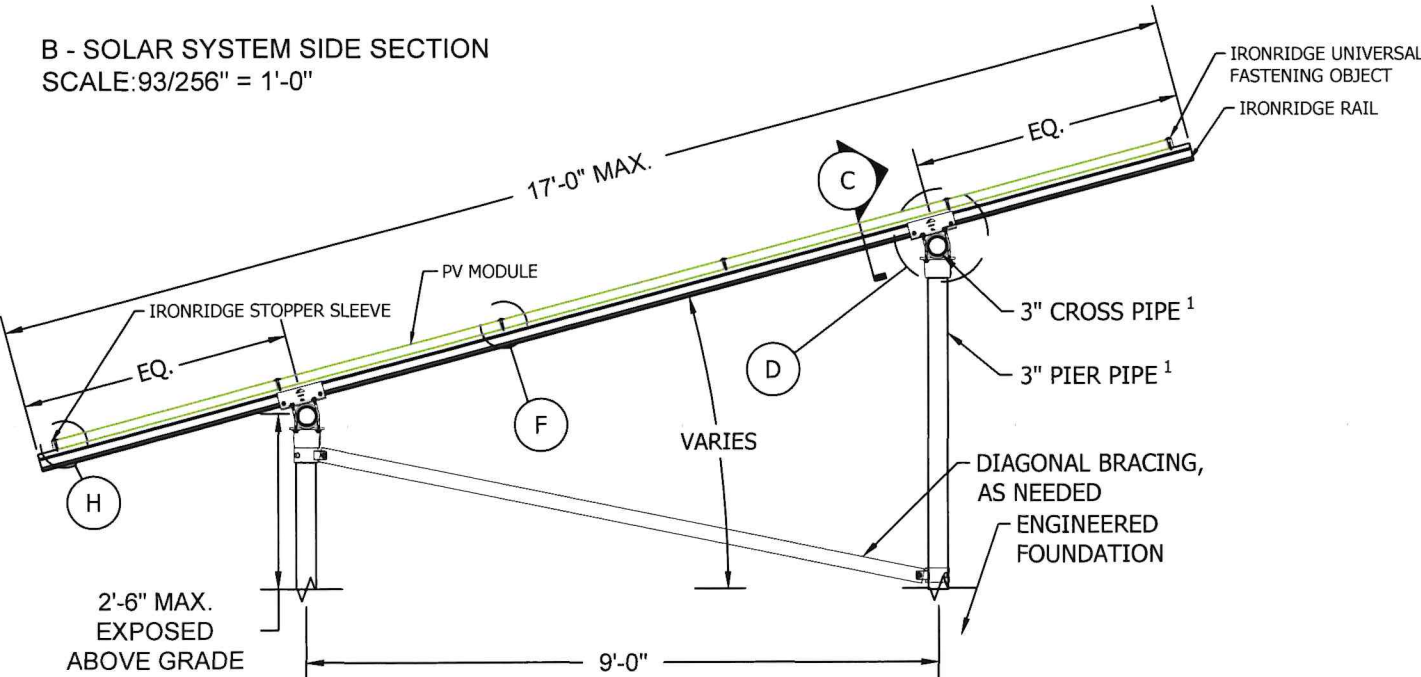 B - SOLAR SYSTEM SIDE SECTION
SCALE:93/256" = 1'-0"
IRONRIDGE UNIVERSAL
FASTENING OBJECT
IRONRIDGE RAIL
EQ.
17'-0" MAX.
C
PV MODULE
IRONRIDGE STOPPER SLEEVE
3" CROSS PIPE 1
EQ.
D
3" PIER PIPE 1
F
VARIES
H
DIAGONAL BRACING,
AS NEEDED
ENGINEERED
FOUNDATION
2'-6" MAX.
EXPOSED
ABOVE GRADE
9'-0"